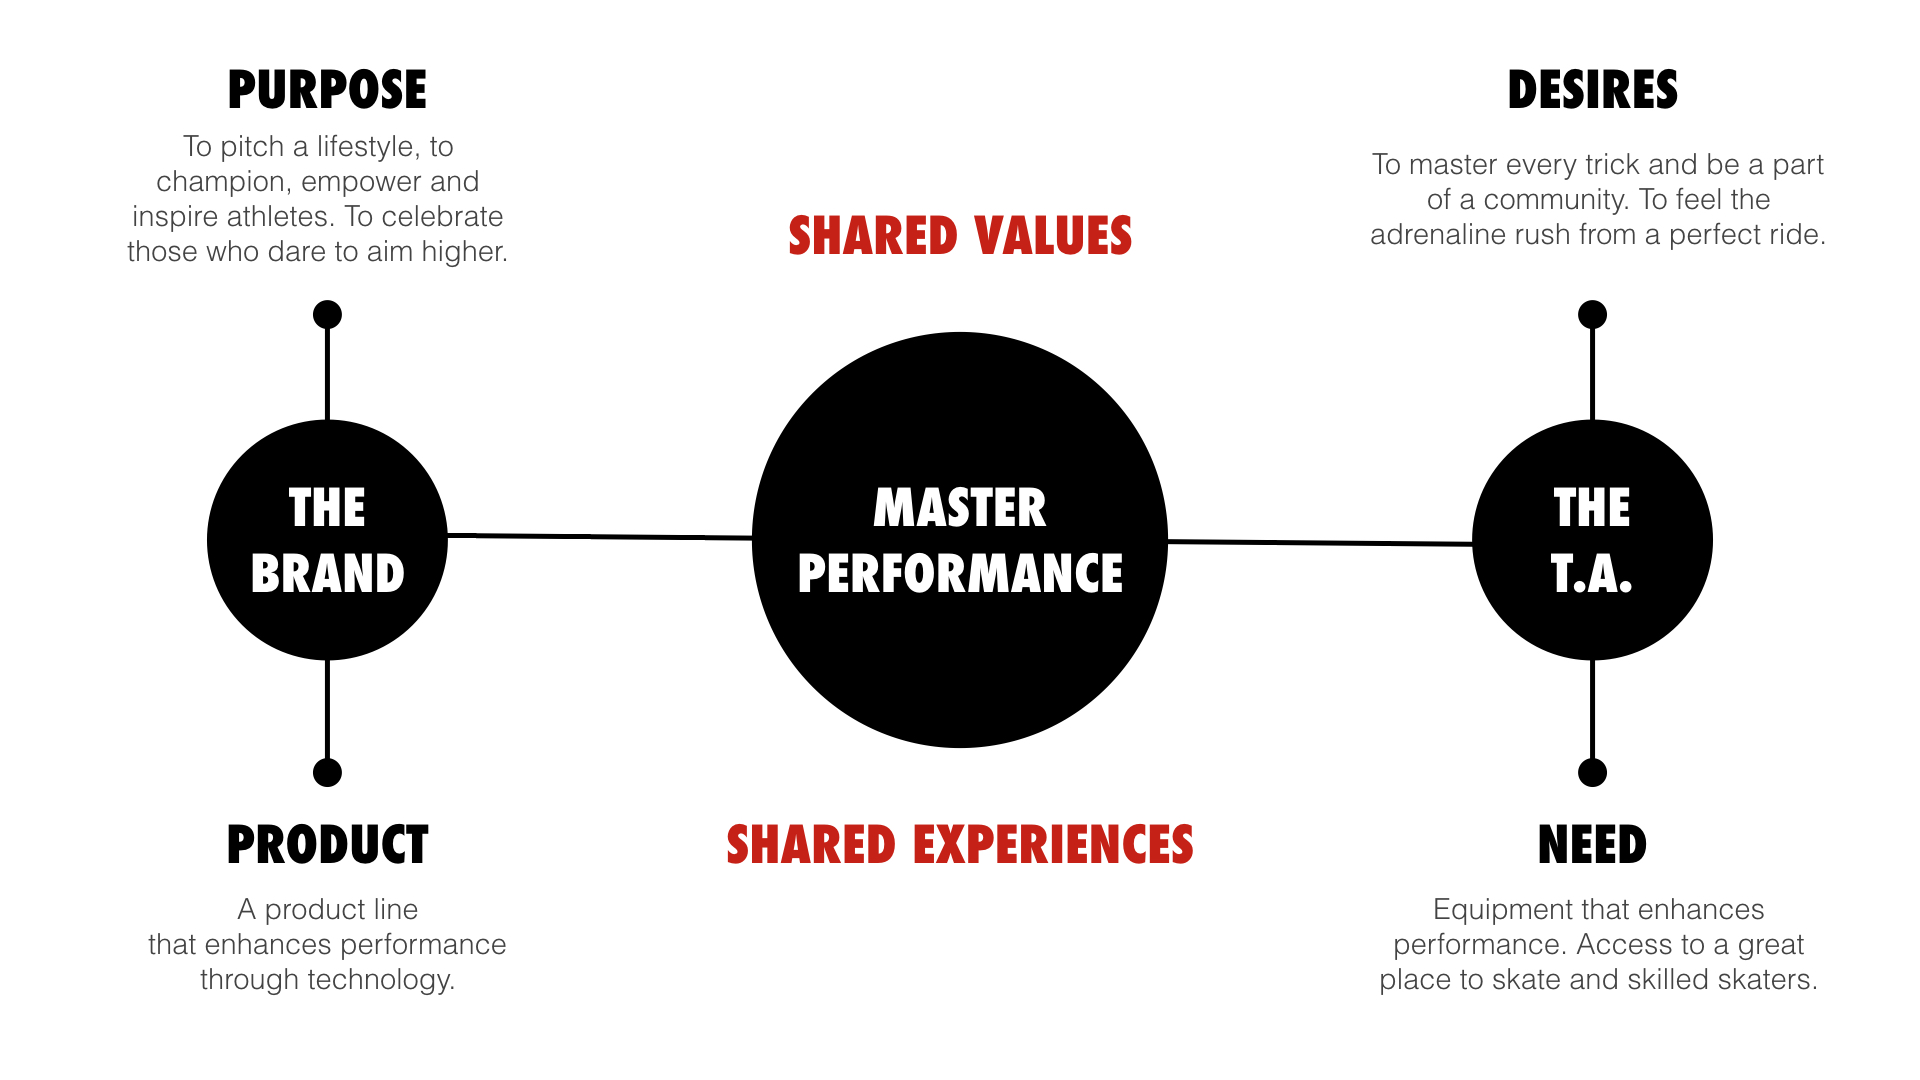 PURPOSE
To pitch a lifestyle, to
champion, empower and
inspire athletes. To celebrate
those who dare to aim higher.
THE
BRAND
PRODUCT
A product line
that enhances performance
through technology.
SHARED VALUES
MASTER
PERFORMANCE
SHARED EXPERIENCES
DESIRES
To master every trick and be a part
of a community. To feel the
adrenaline rush from a perfect ride.
THE
T.A.
NEED
Equipment that enhances
performance. Access to a great
place to skate and skilled skaters.